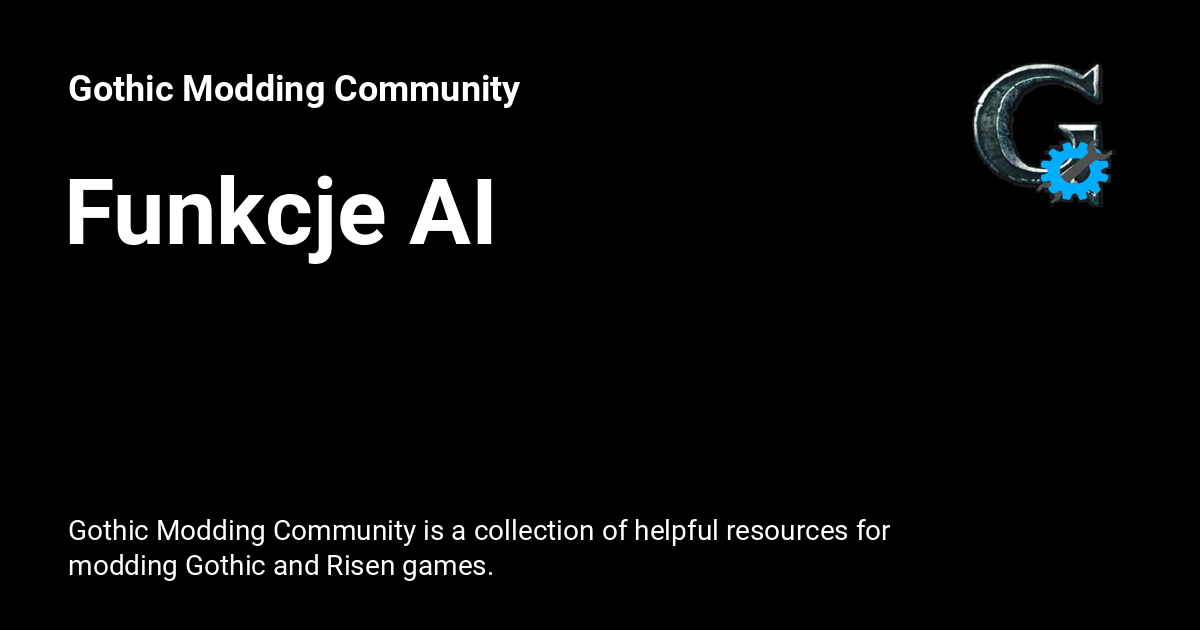 Gothic Modding Community
Funkcje AI
Gothic Modding Community is a collection of helpful resources for
modding Gothic and Risen games.